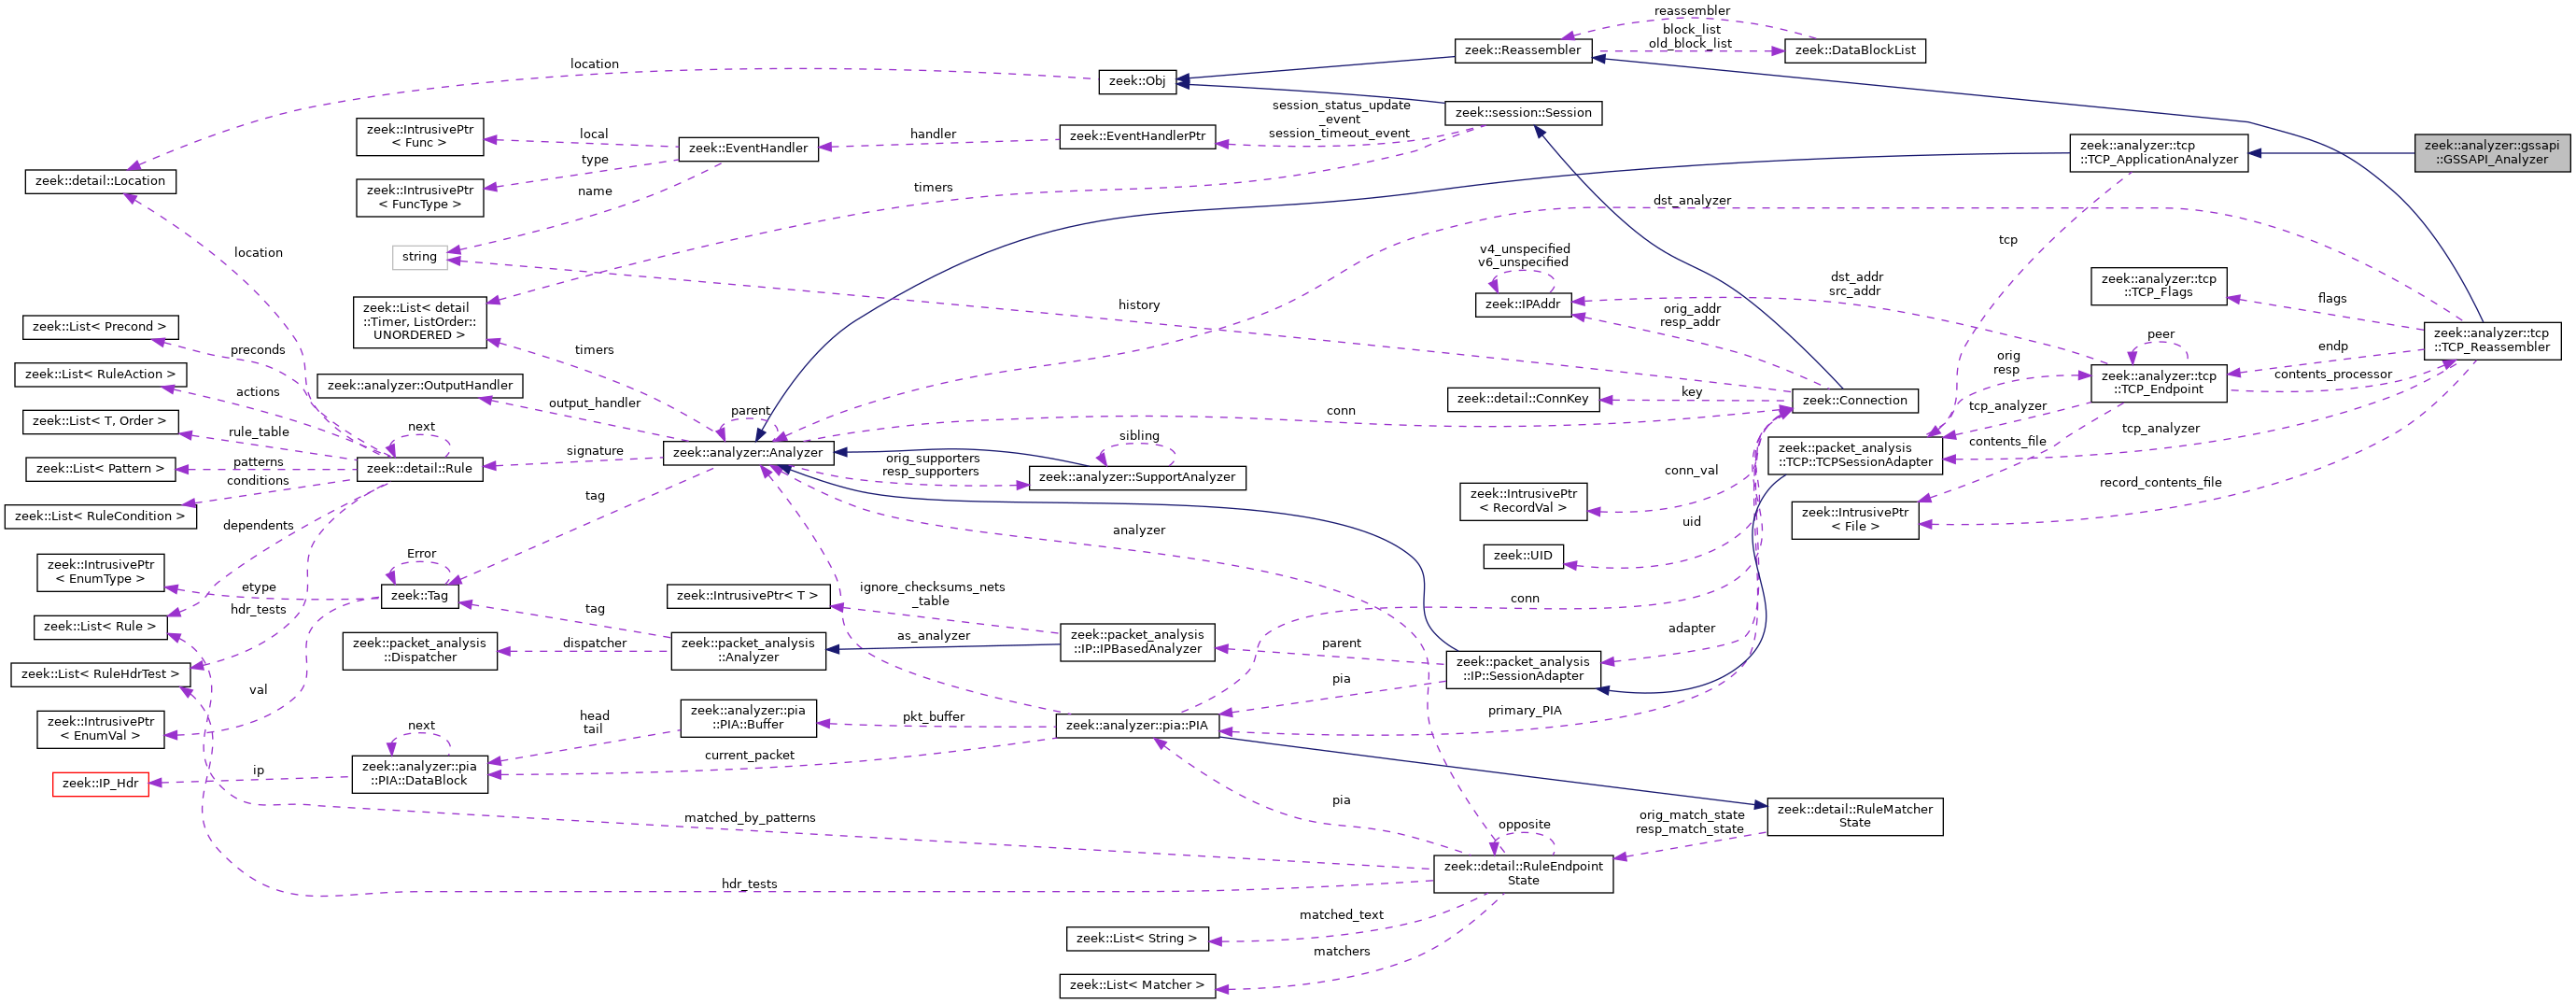 reassembler
block_list
old_block_list
zeek::Reassembler
zeek::DataBlockList
location
zeek::Obj
session_status_update
_event
session_timeout_event
zeek::session::Session
zeek::IntrusivePtr
< Func >
local
handler
zeek::EventHandlerPtr
zeek::EventHandler
zeek::analyzer::tcp
::TCP_ApplicationAnalyzer
zeek::analyzer::gssapi
::GSSAPI_Analyzer
type
zeek::detail::Location
zeek::IntrusivePtr
< FuncType >
name
timers
dst_analyzer
tcp
location
string
v4_unspecified
v6_unspecified
zeek::IPAddr
dst_addr
src_addr
zeek::analyzer::tcp
::TCP_Flags
flags
zeek::List< detail
::Timer, ListOrder::
UNORDERED >
history
orig_addr
resp_addr
zeek::List< Precond >
preconds
timers
peer
endp
zeek::analyzer::tcp
::TCP_Reassembler
orig
resp
zeek::List< RuleAction >
actions
zeek::analyzer::OutputHandler
output_handler
zeek::analyzer::tcp
::TCP_Endpoint
contents_processor
zeek::detail::ConnKey
key
zeek::Connection
zeek::List< T, Order >
rule_table
next
parent
conn
tcp_analyzer
tcp_analyzer
sibling
signature
zeek::analyzer::Analyzer
orig_supporters
resp_supporters
zeek::packet_analysis
::TCP::TCPSessionAdapter
contents_file
zeek::List< Pattern >
patterns
conditions
zeek::detail::Rule
zeek::analyzer::SupportAnalyzer
conn_val
record_contents_file
zeek::List< RuleCondition >
tag
zeek::IntrusivePtr
< RecordVal >
zeek::IntrusivePtr
< File >
dependents
analyzer
uid
zeek::UID
Error
zeek::IntrusivePtr
< EnumType >
etype
zeek::Tag
zeek::IntrusivePtr< T >
ignore_checksums_nets
_table
conn
hdr_tests
tag
zeek::List< Rule >
adapter
as_analyzer
zeek::packet_analysis
::Dispatcher
dispatcher
zeek::packet_analysis
::Analyzer
zeek::packet_analysis
::IP::IPBasedAnalyzer
parent
zeek::packet_analysis
::IP::SessionAdapter
zeek::List< RuleHdrTest >
val
pia
zeek::IntrusivePtr
< EnumVal >
next
head
tail
zeek::analyzer::pia
::PIA::Buffer
pkt_buffer
zeek::analyzer::pia::PIA
primary_PIA
current_packet
zeek::IP_Hdr
ip
zeek::analyzer::pia
::PIA::DataBlock
pia
zeek::detail::RuleMatcher
State
matched_by_patterns
opposite
orig_match_state
resp_match_state
zeek::detail::RuleEndpoint
State
hdr_tests
matched_text
zeek::List< String >
matchers
zeek::List< Matcher >